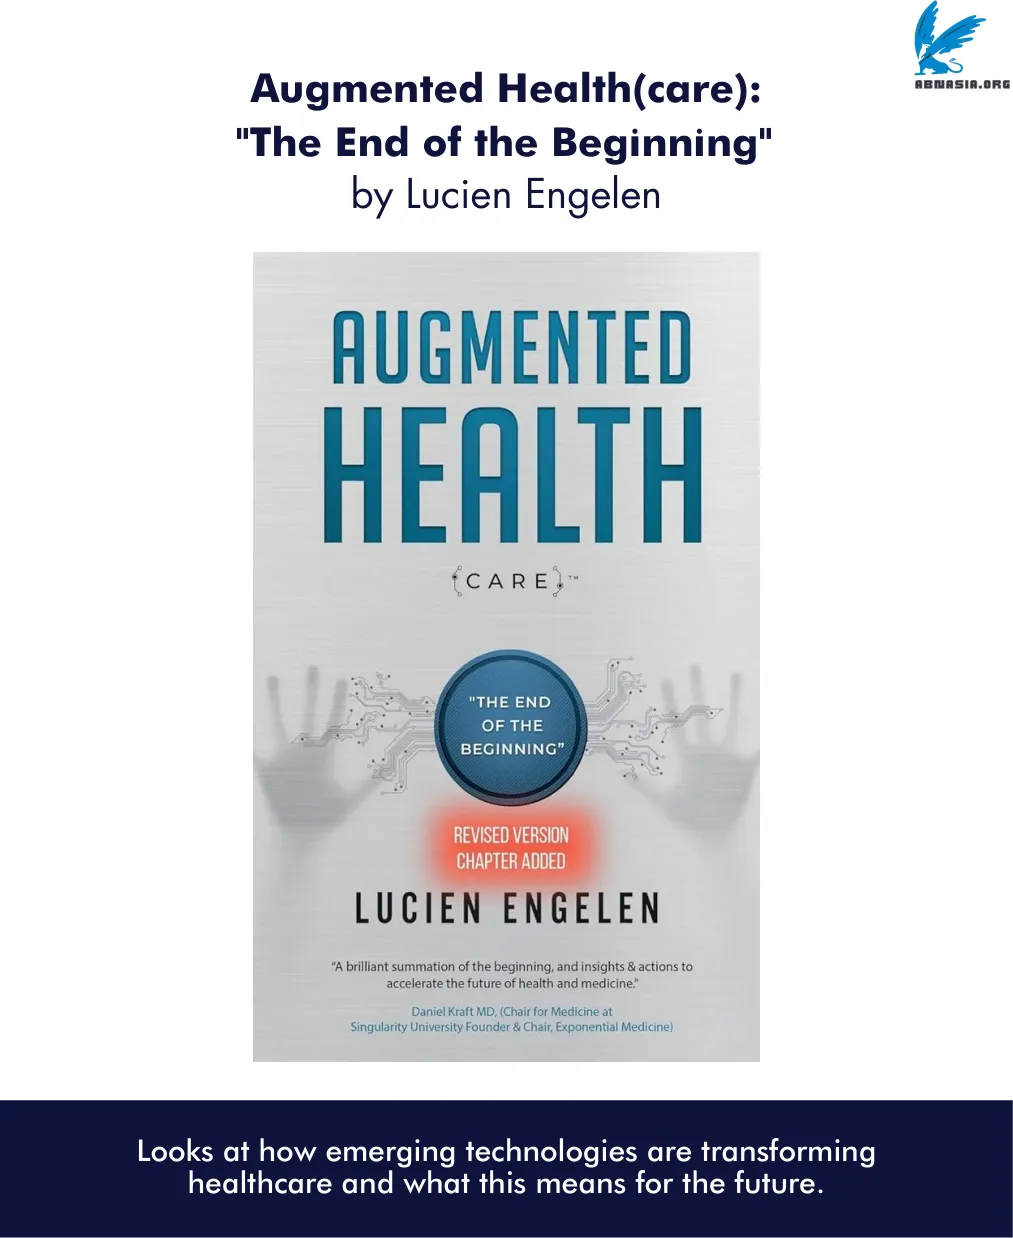 ABNASIA.ORG
Augmented Health(care):
"The End of the Beginning"
by Lucien Engelen
AUGMENTED
HEALTH
{CARE}™
"THE END
OF THE
BEGINNING”
REVISED VERSION
CHAPTER ADDED
LUCIEN ENGELEN
“A brilliant summation of the beginning, and insights & actions to
accelerate the future of health and medicine.”
Daniel Kraft MD, (Chair for Medicine at
Singularity University Founder & Chair, Exponential Medicine)
Looks at how emerging technologies are transforming
healthcare and what this means for the future.